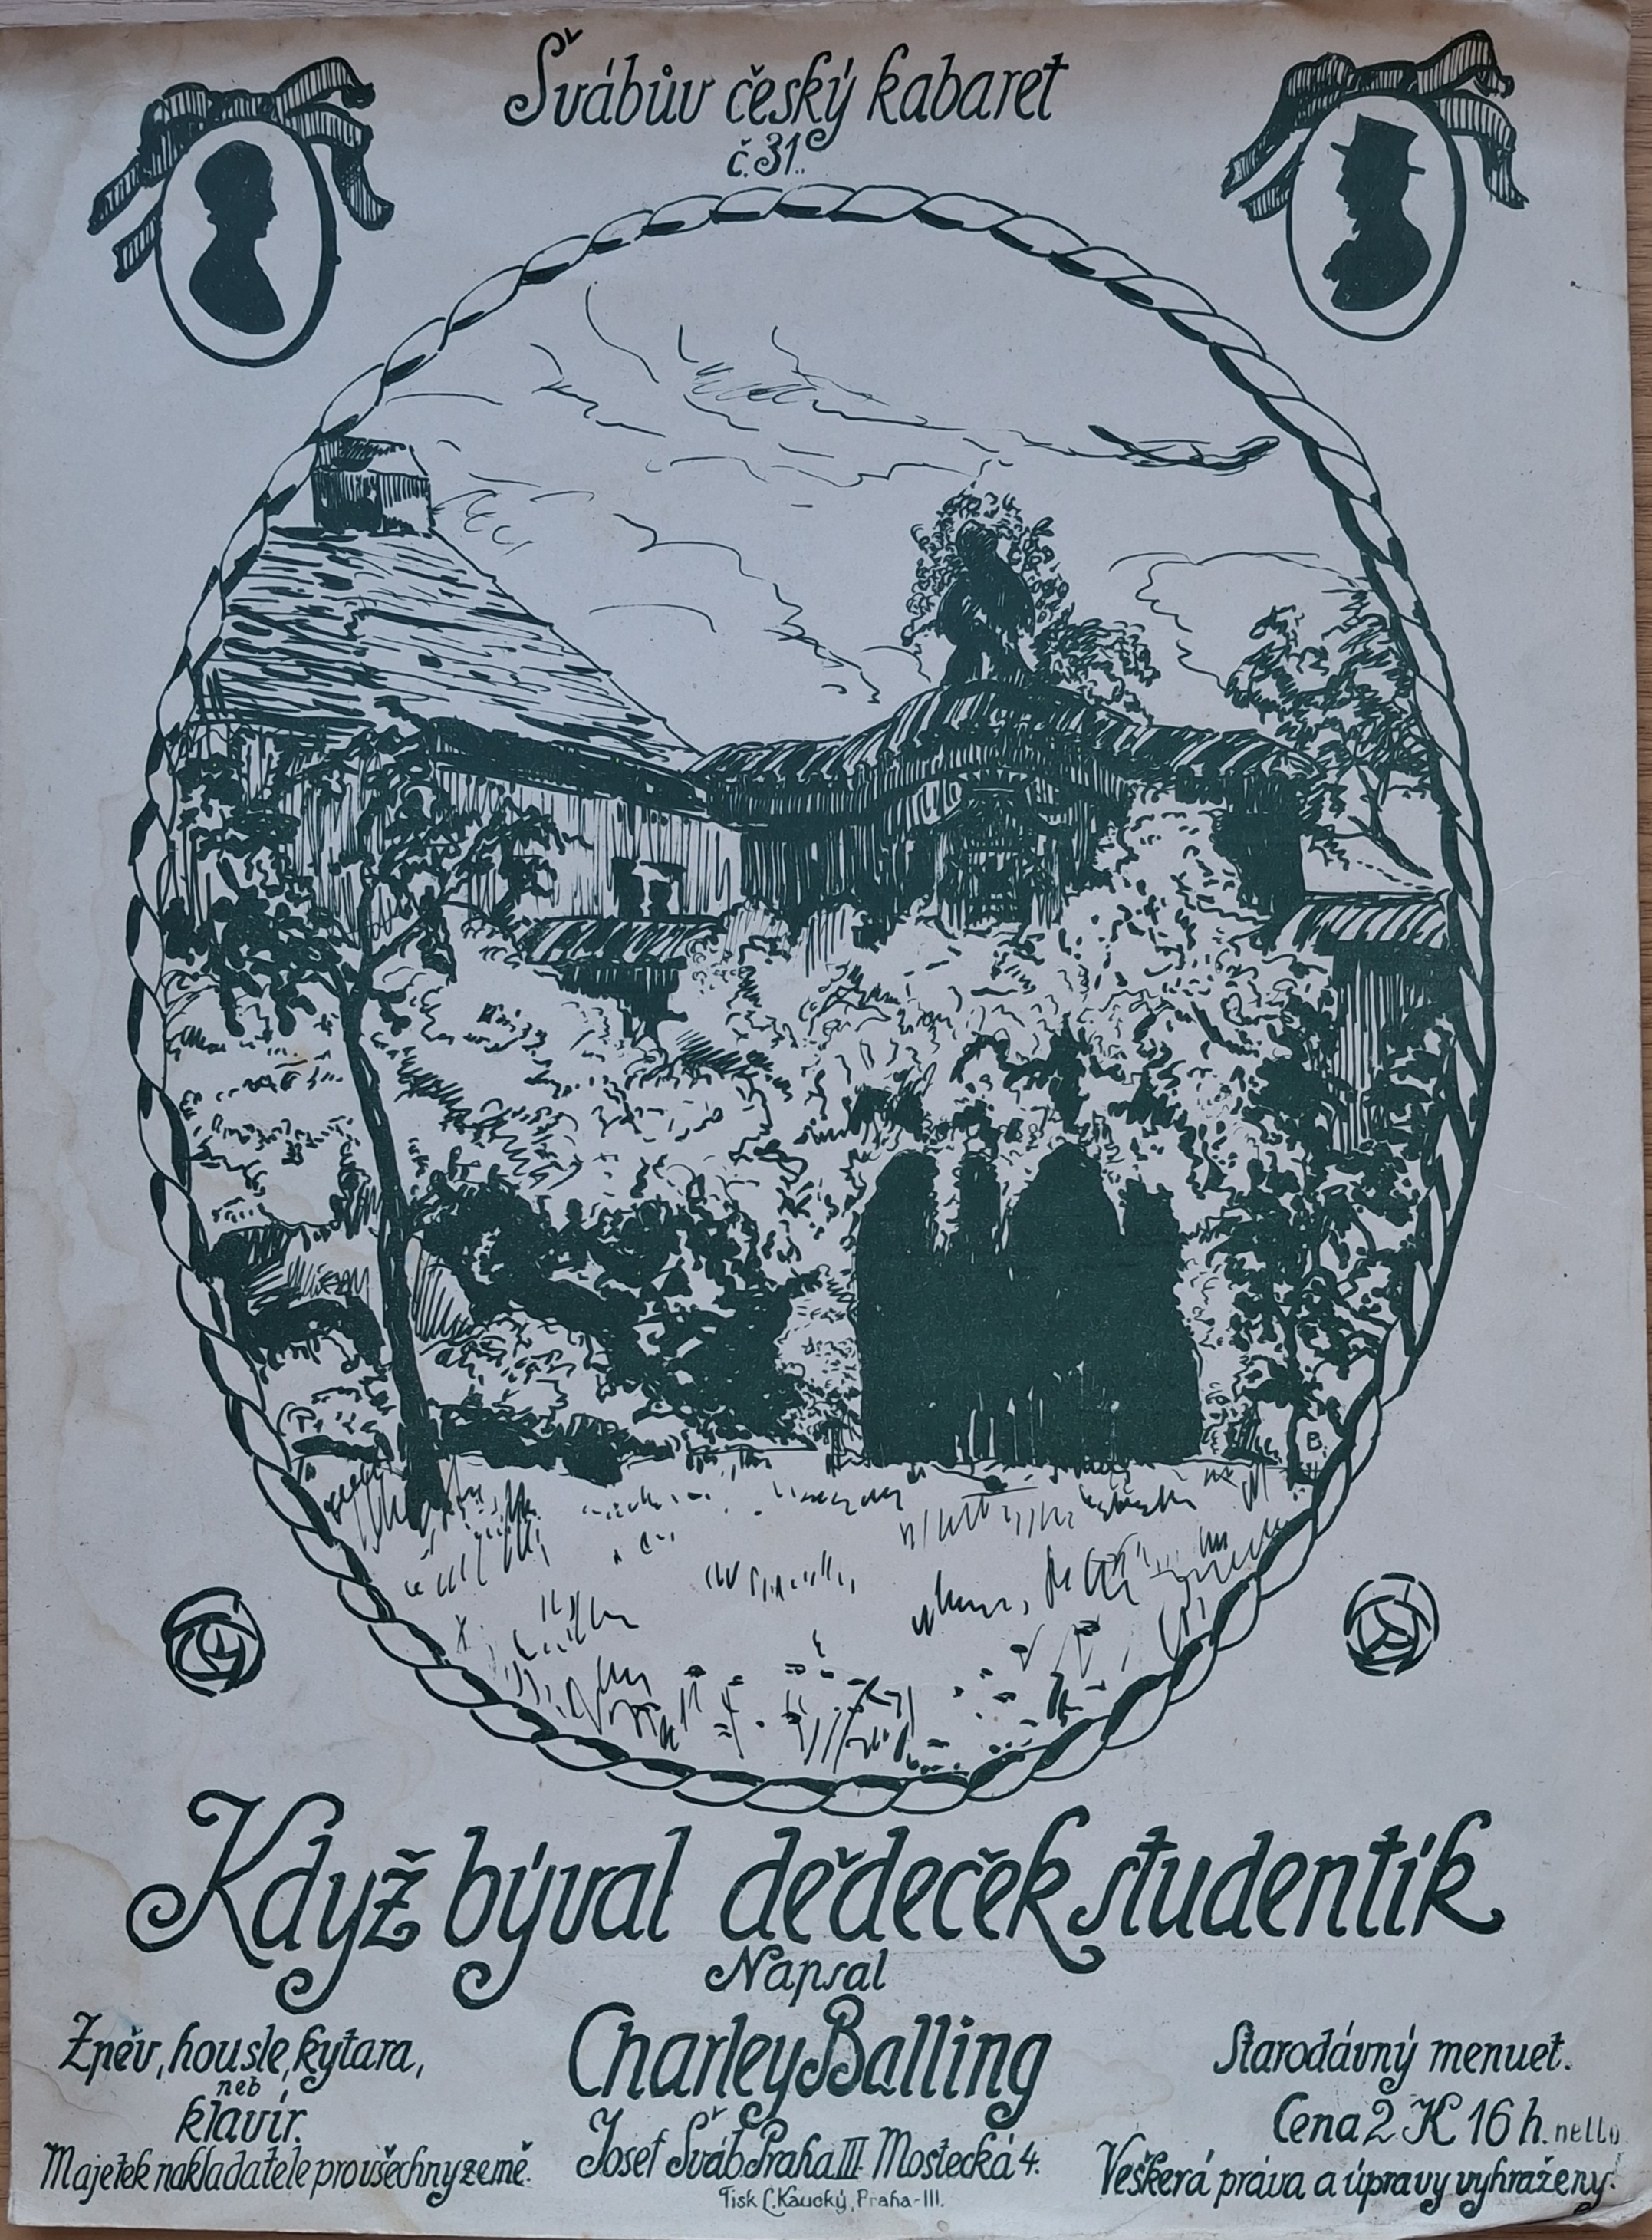 Švábův český kabaret
č. 31.
B.
Když býval dědeček studentík
Napsal
Charley Balling
Zpěv, housle, kytara,
neb
klavír.
Starodávný menuet.
Cena 2 K 16 h. netto
Majetek nakladatele pro všechny země.
Josef Šváb. Praha III. Mostecká 4.
Veškerá práva a úpravy vyhraženy.
Tisk L. Kaucký, Praha-III.